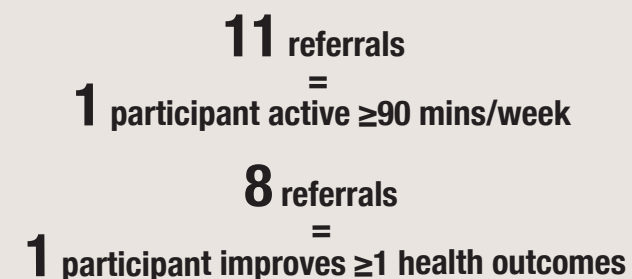 11 referrals
=
1 participant active ≥90 mins/week
8 referrals
=
1 participant improves ≥1 health outcomes